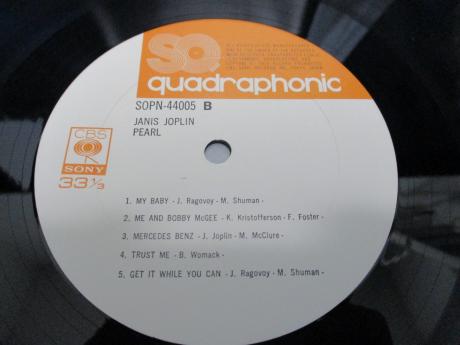 SQ
quadraphonic
SOPN-44005 B
JANIS JOPLIN
PEARL
CBS
SONY
33 1/3
1. MY BABY - J. Ragovoy - M. Shuman -
2. ME AND BOBBY McGEE - K. Kristofferson - F. Foster -
3. MERCEDES BENZ - J. Joplin - M. McClure -
4. TRUST ME - B. Womack -
5. GET IT WHILE YOU CAN - J. Ragovoy - M. Shuman -